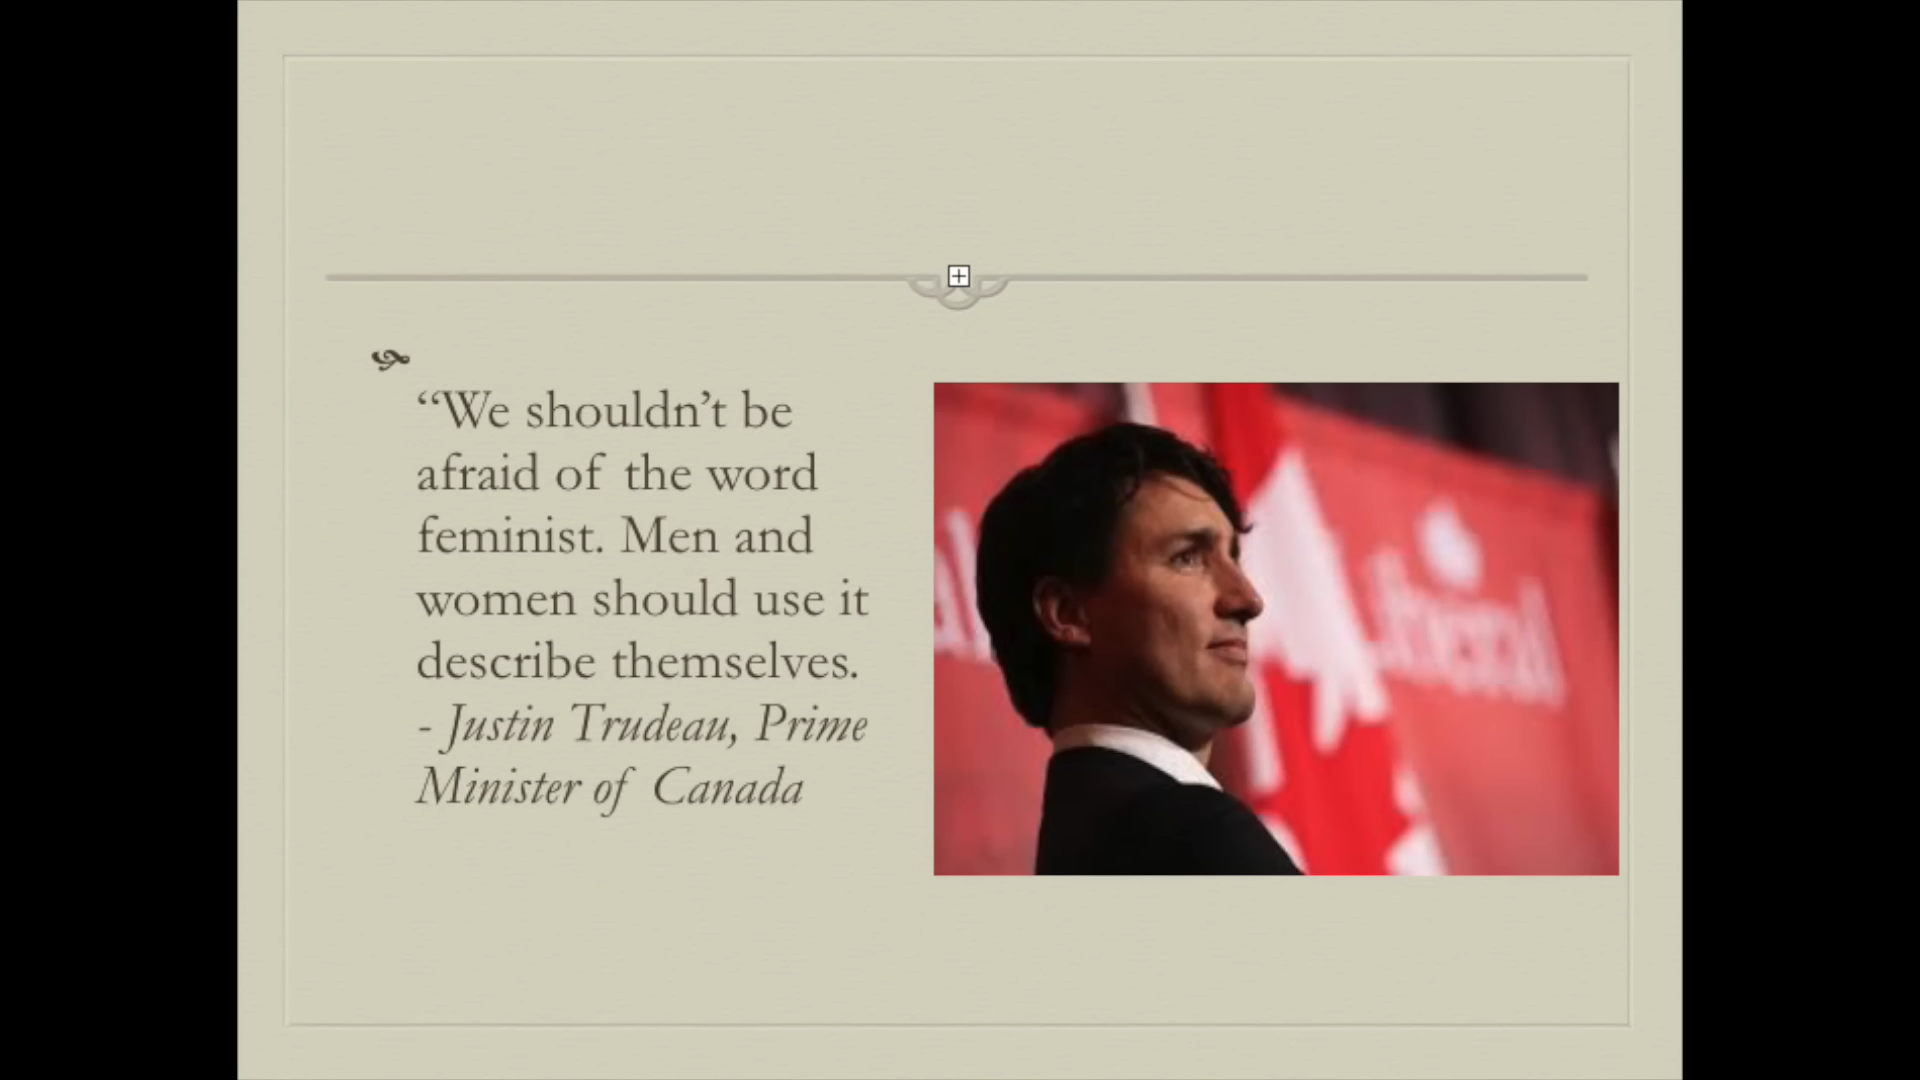 “We shouldn’t be
afraid of the word
feminist. Men and
women should use it
describe themselves.
- Justin Trudeau, Prime
Minister of Canada
Liberal